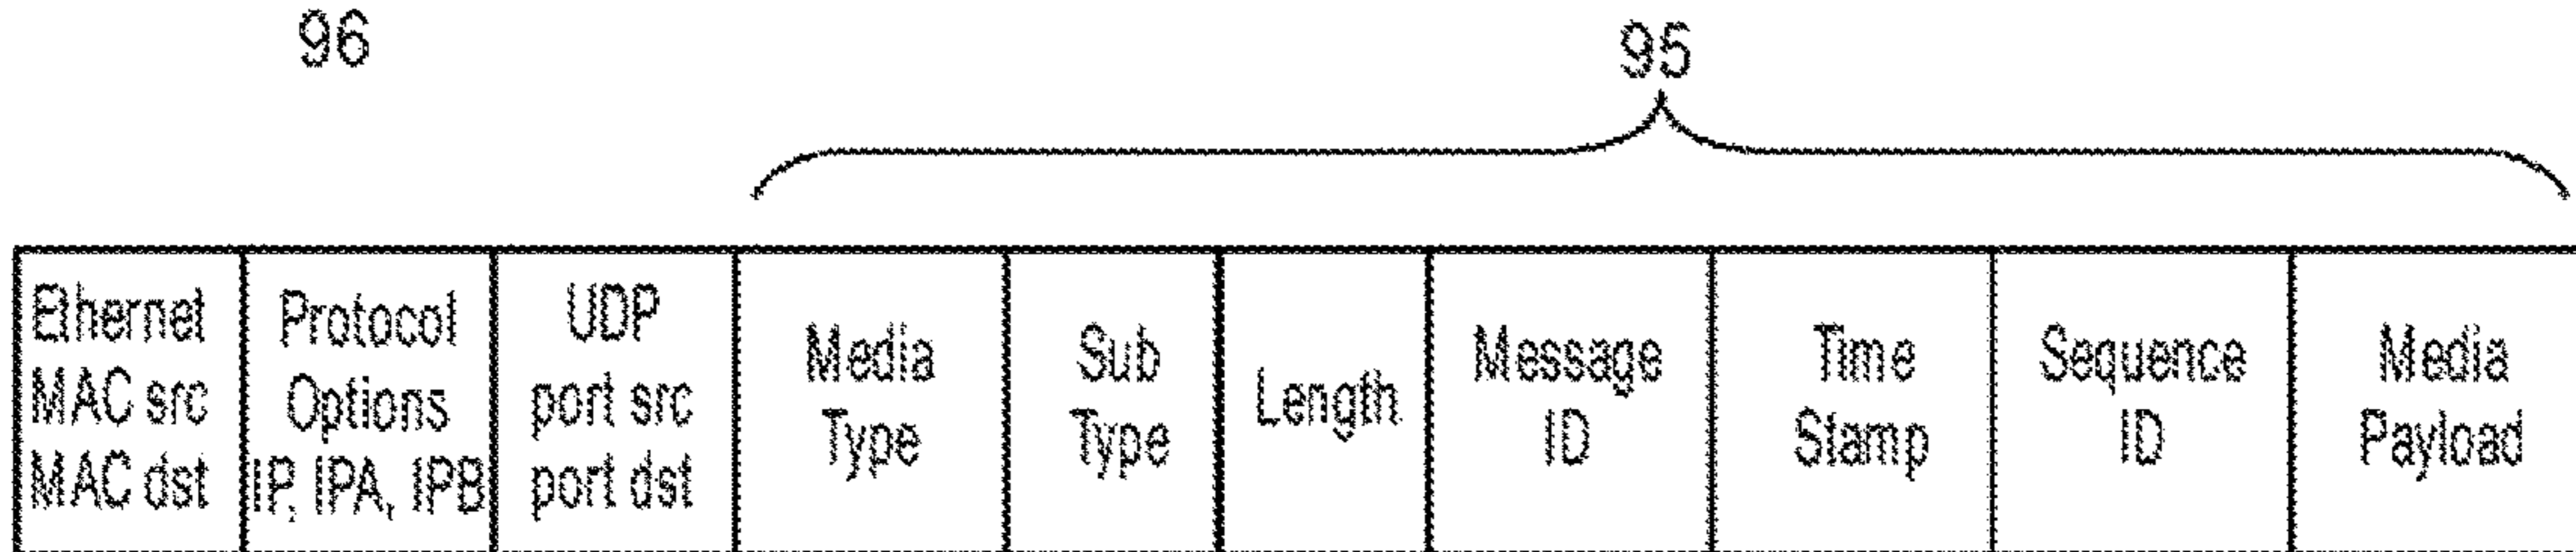 96
95
Ethernet
MAC src
MAC dst
Protocol
Options
IP, IPA, IPB
UDP
port src
port dst
Media
Type
Sub
Type
Length
Message
ID
Time
Stamp
Sequence
ID
Media
Payload